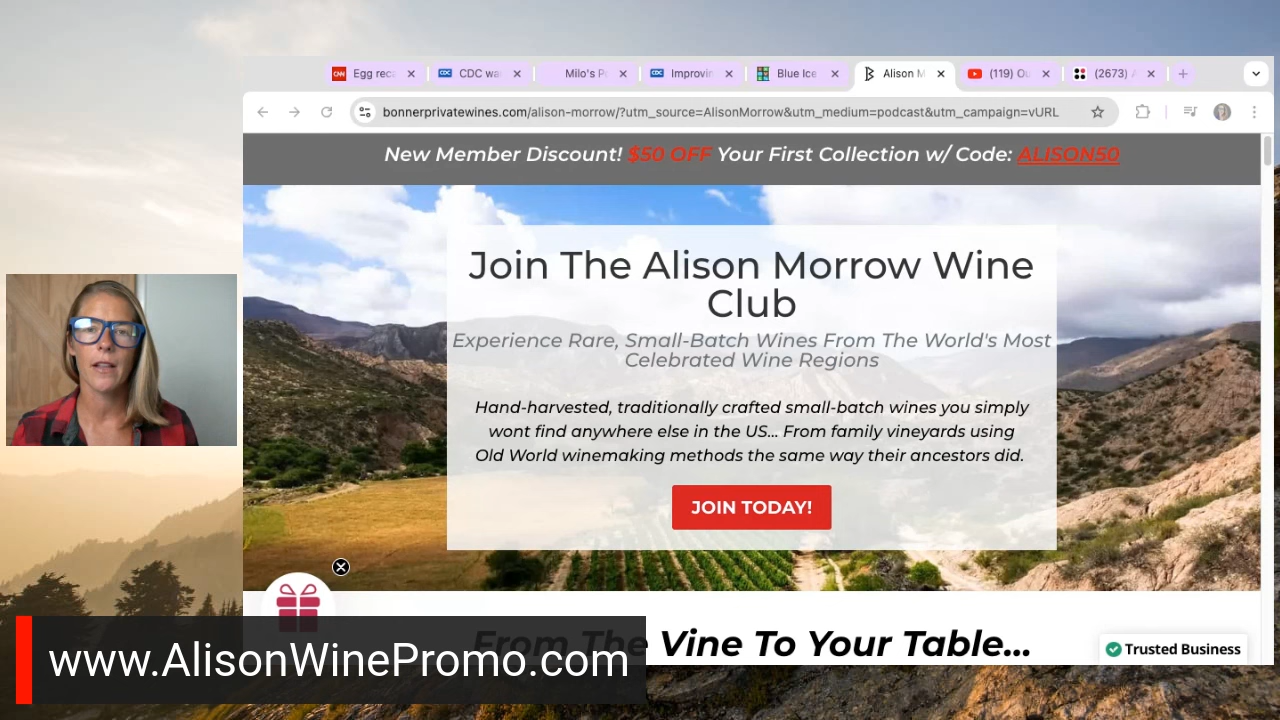 Egg reca
CDC wa
Milo's P
Improvin
Blue Ice
Alison M
(119) Ou
(2673)
bonnerprivatewines.com/alison-morrow/?utm_source=AlisonMorrow&utm_medium=podcast&utm_campaign=vURL
New Member Discount! $50 OFF Your First Collection w/ Code: ALISON50
Join The Alison Morrow Wine
Club
Experience Rare, Small-Batch Wines From The World's Most
Celebrated Wine Regions
Hand-harvested, traditionally crafted small-batch wines you simply
wont find anywhere else in the US... From family vineyards using
Old World winemaking methods the same way their ancestors did.
JOIN TODAY!
From The Vine To Your Table...
Trusted Business
www.AlisonWinePromo.com